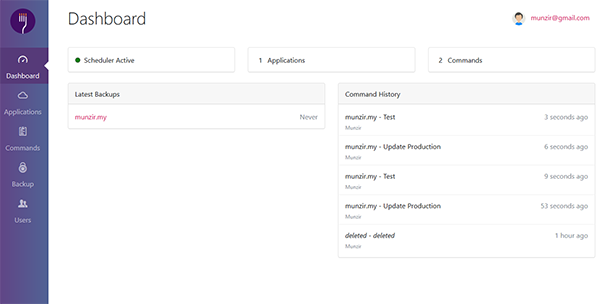 Dashboard
munzir@gmail.com
Dashboard
Applications
Commands
Backup
Users
Scheduler Active
1 Applications
2 Commands
Latest Backups
munzir.my Never
Command History
munzir.my - Test 3 seconds ago
Munzir
munzir.my - Update Production 6 seconds ago
Munzir
munzir.my - Test 9 seconds ago
Munzir
munzir.my - Update Production 53 seconds ago
Munzir
deleted - deleted 1 hour ago
Munzir